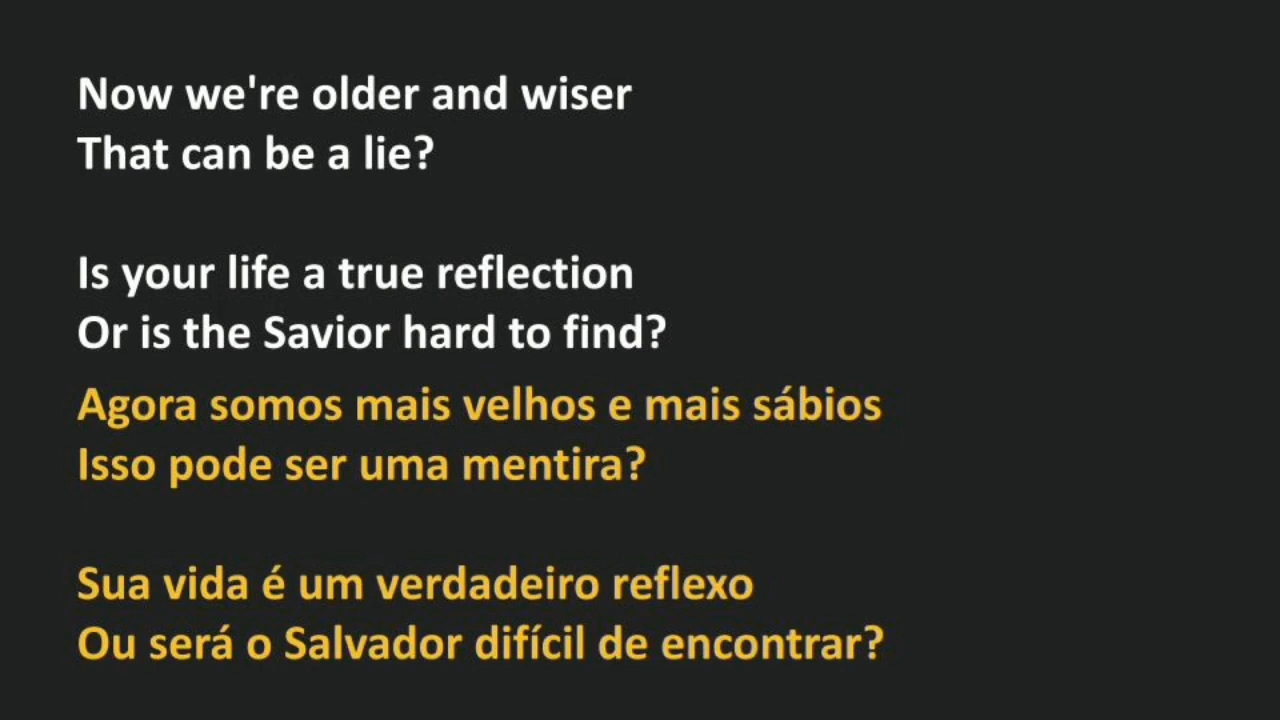 Now we're older and wiser
That can be a lie?
Is your life a true reflection
Or is the Savior hard to find?
Agora somos mais velhos e mais sábios
Isso pode ser uma mentira?
Sua vida é um verdadeiro reflexo
Ou será o Salvador difícil de encontrar?